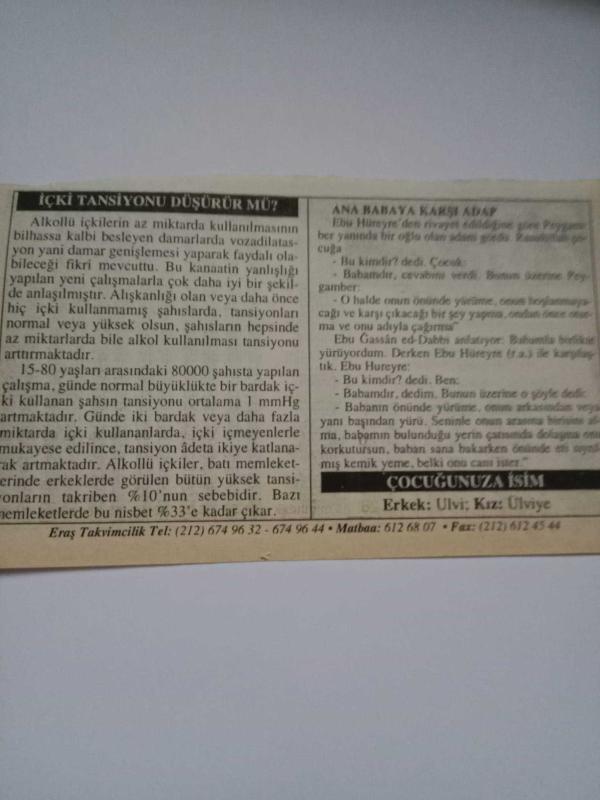 İÇKİ TANSİYONU DÜŞÜRÜR MÜ?
Alkollü içkilerin az miktarda kullanılmasının
bilhassa kalbi besleyen damarlarda vozadilatas-
yon yani damar genişlemesi yaparak faydalı ola-
bileceği fikri mevcuttu. Bu kanaatin yanlışlığı
yapılan yeni çalışmalarla çok daha iyi bir şekil-
de anlaşılmıştır. Alışkanlığı olan veya daha önce
hiç içki kullanmamış şahıslarda, tansiyonları
normal veya yüksek olsun, şahısların hepsinde
az miktarlarda bile alkol kullanılması tansiyonu
arttırmaktadır.
15-80 yaşları arasındaki 80000 şahısta yapılan
çalışma, günde normal büyüklükte bir bardak iç-
ki kullanan şahsın tansiyonu ortalama 1 mmHg
artmaktadır. Günde iki bardak veya daha fazla
miktarda içki kullananlarda, içki içmeyenlerle
mukayese edilince, tansiyon âdeta ikiye katlana-
rak artmaktadır. Alkollü içkiler, batı memleket-
lerinde erkeklerde görülen bütün yüksek tansi-
yonların takriben %10'nun sebebidir. Bazı
memleketlerde bu nisbet %33'e kadar çıkar.
ANA BABAYA KARŞI ADAP
Ebu Hüreyre'den rivayet edildiğine göre Peygam-
ber yanında bir oğlu olan adam gördü. Rasulullah ço-
cuğa
- Bu kimdir? dedi. Çocuk:
- Babamdır, cevabını verdi. Bunun üzerine Pey-
gamber:
- O halde onun önünde yürüme, onun hoşlanmaya-
cağı ve karşı çıkacağı bir şey yapma, ondan önce otur-
ma ve onu adıyla çağırma"
Ebu Ğassân ed-Dabbi anlatıyor: Babamla birlikte
yürüyordum. Derken Ebu Hüreyre (r.a.) ile karşılaş-
tık. Ebu Hureyre:
- Bu kimdir? dedi. Ben:
- Babamdır, dedim. Bunun üzerine o şöyle dedi:
- Babanın önünde yürüme, onun arkasından veya
yanı başından yürü. Seninle onun arasına birisini al-
ma, babamın bulunduğu yerin çatısında dolaşma onu
korkutursun, baban sana bakarken önünde eti sıyrıl-
mış kemik yeme, belki onu canı ister."
ÇOCUĞUNUZA İSİM
Erkek: Ulvi; Kız: Ülviye
Eraş Takvimcilik Tel: (212) 674 96 32 - 674 96 44 • Matbaa: 612 68 07 • Fax: (212) 612 45 44